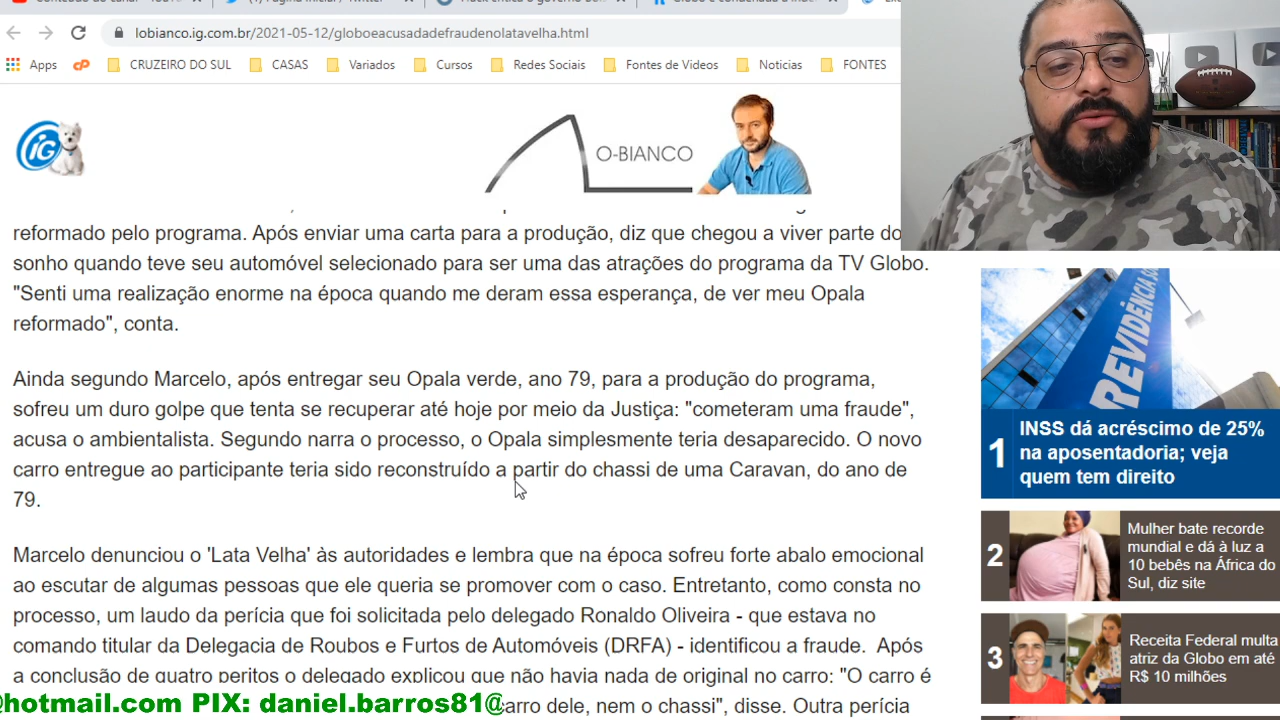 lobianco.ig.com.br/2021-05-12/globoeacusadadefraudenolatavelha.html
Apps
CRUZEIRO DO SUL
CASAS
Variados
Cursos
Redes Sociais
Fontes de Videos
Noticias
FONTES
iG
O-BIANCO
reformado pelo programa. Após enviar uma carta para a produção, diz que chegou a viver parte do
sonho quando teve seu automóvel selecionado para ser uma das atrações do programa da TV Globo.
"Senti uma realização enorme na época quando me deram essa esperança, de ver meu Opala
reformado", conta.
Ainda segundo Marcelo, após entregar seu Opala verde, ano 79, para a produção do programa,
sofreu um duro golpe que tenta se recuperar até hoje por meio da Justiça: "cometeram uma fraude",
acusa o ambientalista. Segundo narra o processo, o Opala simplesmente teria desaparecido. O novo
carro entregue ao participante teria sido reconstruído a partir do chassi de uma Caravan, do ano de
79.
Marcelo denunciou o 'Lata Velha' às autoridades e lembra que na época sofreu forte abalo emocional
ao escutar de algumas pessoas que ele queria se promover com o caso. Entretanto, como consta no
processo, um laudo da perícia que foi solicitada pelo delegado Ronaldo Oliveira - que estava no
comando titular da Delegacia de Roubos e Furtos de Automóveis (DRFA) - identificou a fraude. Após
a conclusão de quatro peritos o delegado explicou que não havia nada de original no carro: "O carro é
carro dele, nem o chassi", disse. Outra perícia
REVIDÊNCIA
1
INSS dá acréscimo de 25%
na aposentadoria; veja
quem tem direito
2
Mulher bate recorde
mundial e dá à luz a
10 bebês na África do
Sul, diz site
3
Receita Federal multa
atriz da Globo em até
R$ 10 milhões
@hotmail.com PIX: daniel.barros81@